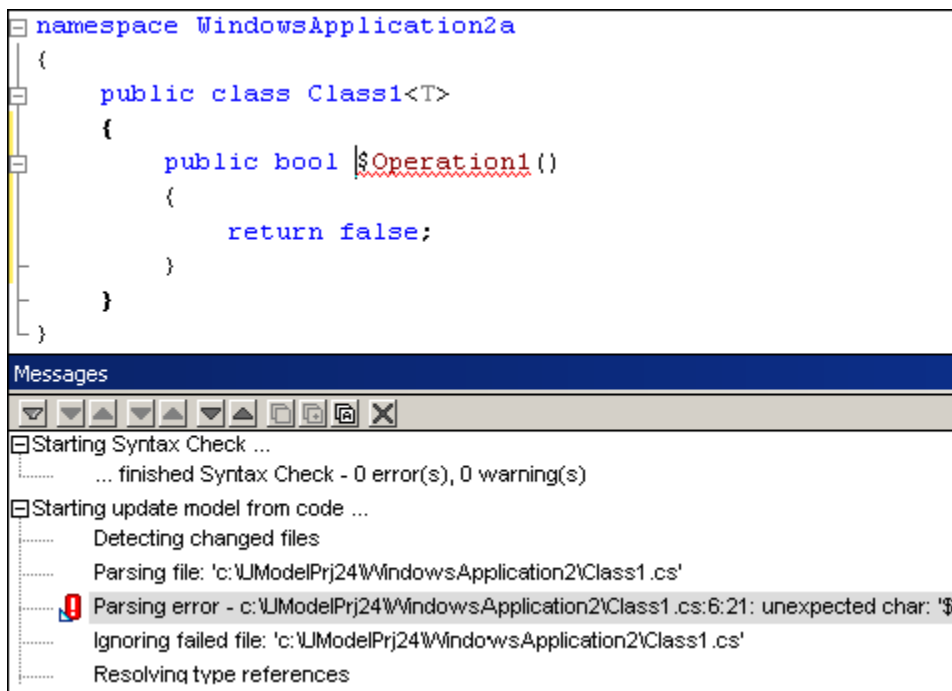 namespace WindowsApplication2a
{
public class Class1<T>
{
public bool $Operation1()
{
return false;
}
}
}
Messages
Starting Syntax Check ...
... finished Syntax Check - 0 error(s), 0 warning(s)
Starting update model from code ...
Detecting changed files
Parsing file: 'c:\UModelPrj24\WindowsApplication2\Class1.cs'
Parsing error - c:\UModelPrj24\WindowsApplication2\Class1.cs:6:21: unexpected char: '$
Ignoring failed file: 'c:\UModelPrj24\WindowsApplication2\Class1.cs'
Resolving type references